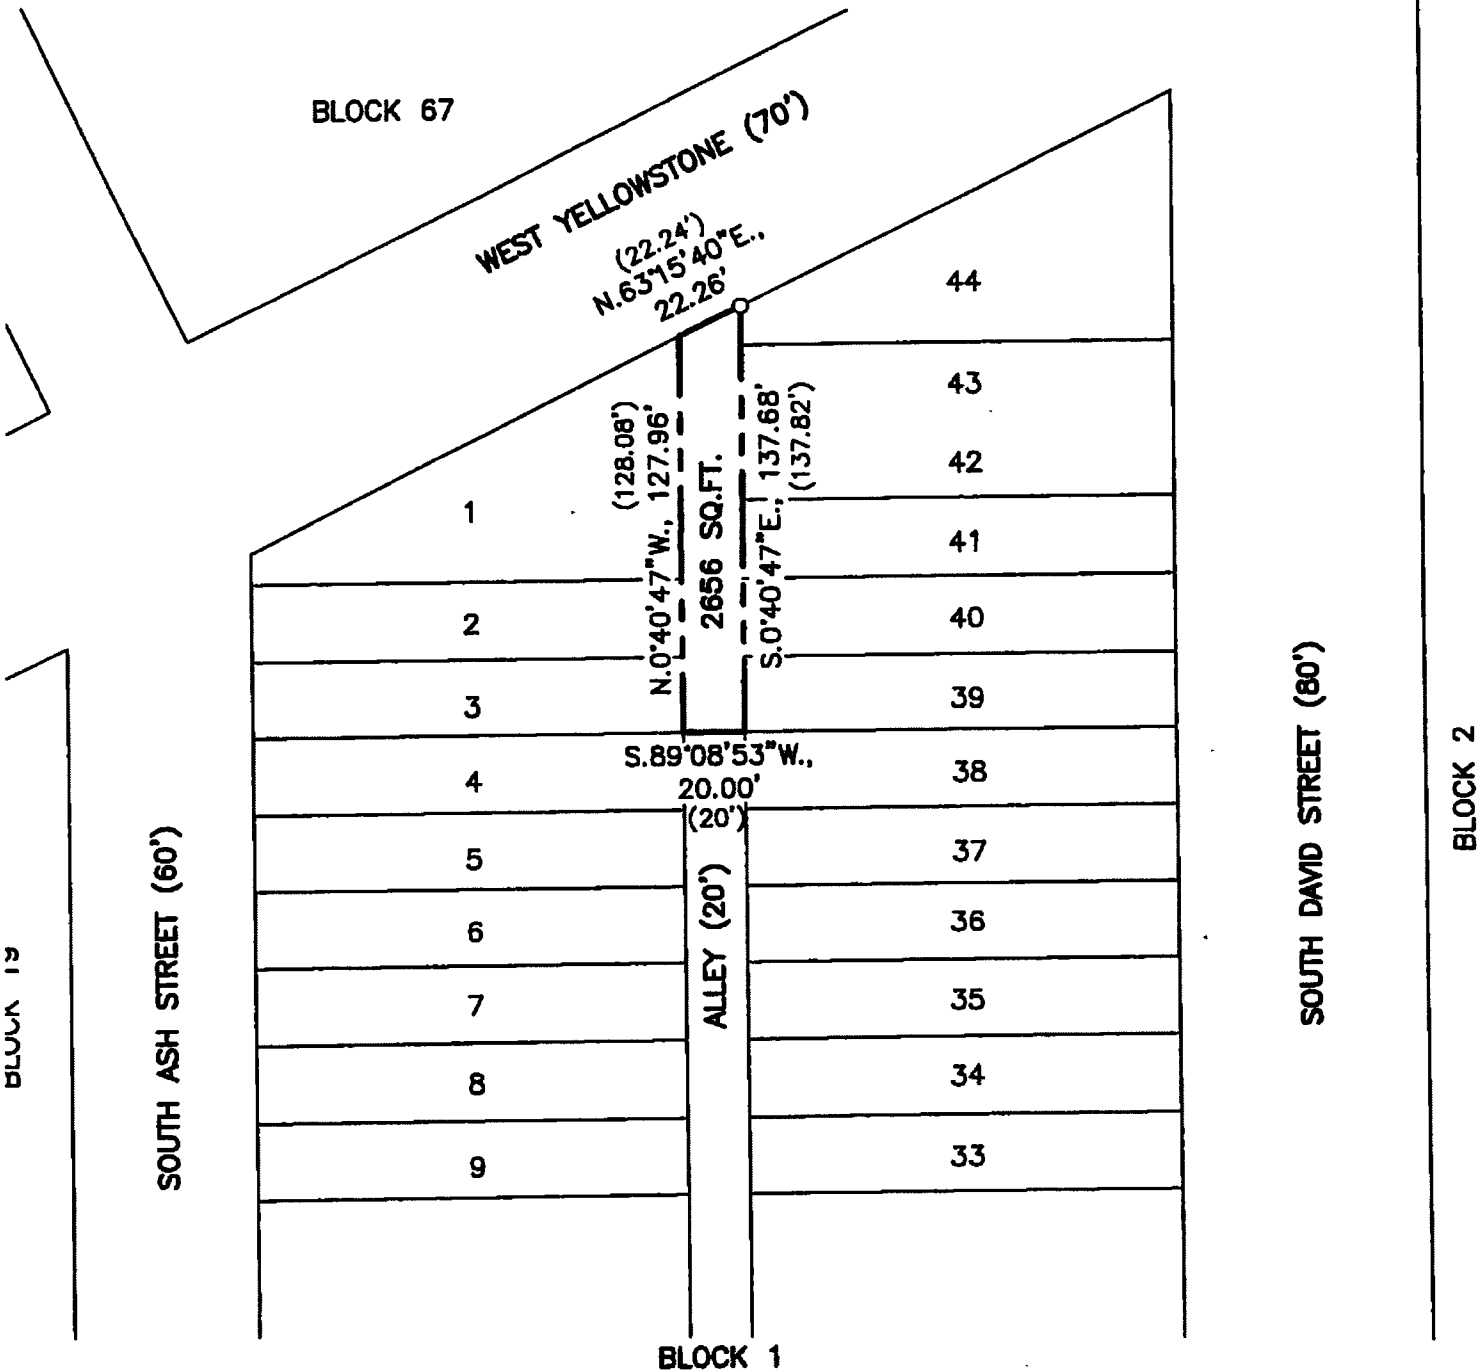 BLOCK 67
WEST YELLOWSTONE (70')
(22.24')
N.63°15'40"E.,
22.26'
44
43
42
41
40
39
38
37
36
35
34
33
1
2
3
4
5
6
7
8
9
(128.08')
N.0°40'47"W., 127.96'
2656 SQ.FT.
S.0°40'47"E., 137.68'
(137.82')
S.89°08'53"W.,
20.00'
(20')
ALLEY (20')
SOUTH ASH STREET (60')
SOUTH DAVID STREET (80')
BLOCK 19
BLOCK 2
BLOCK 1